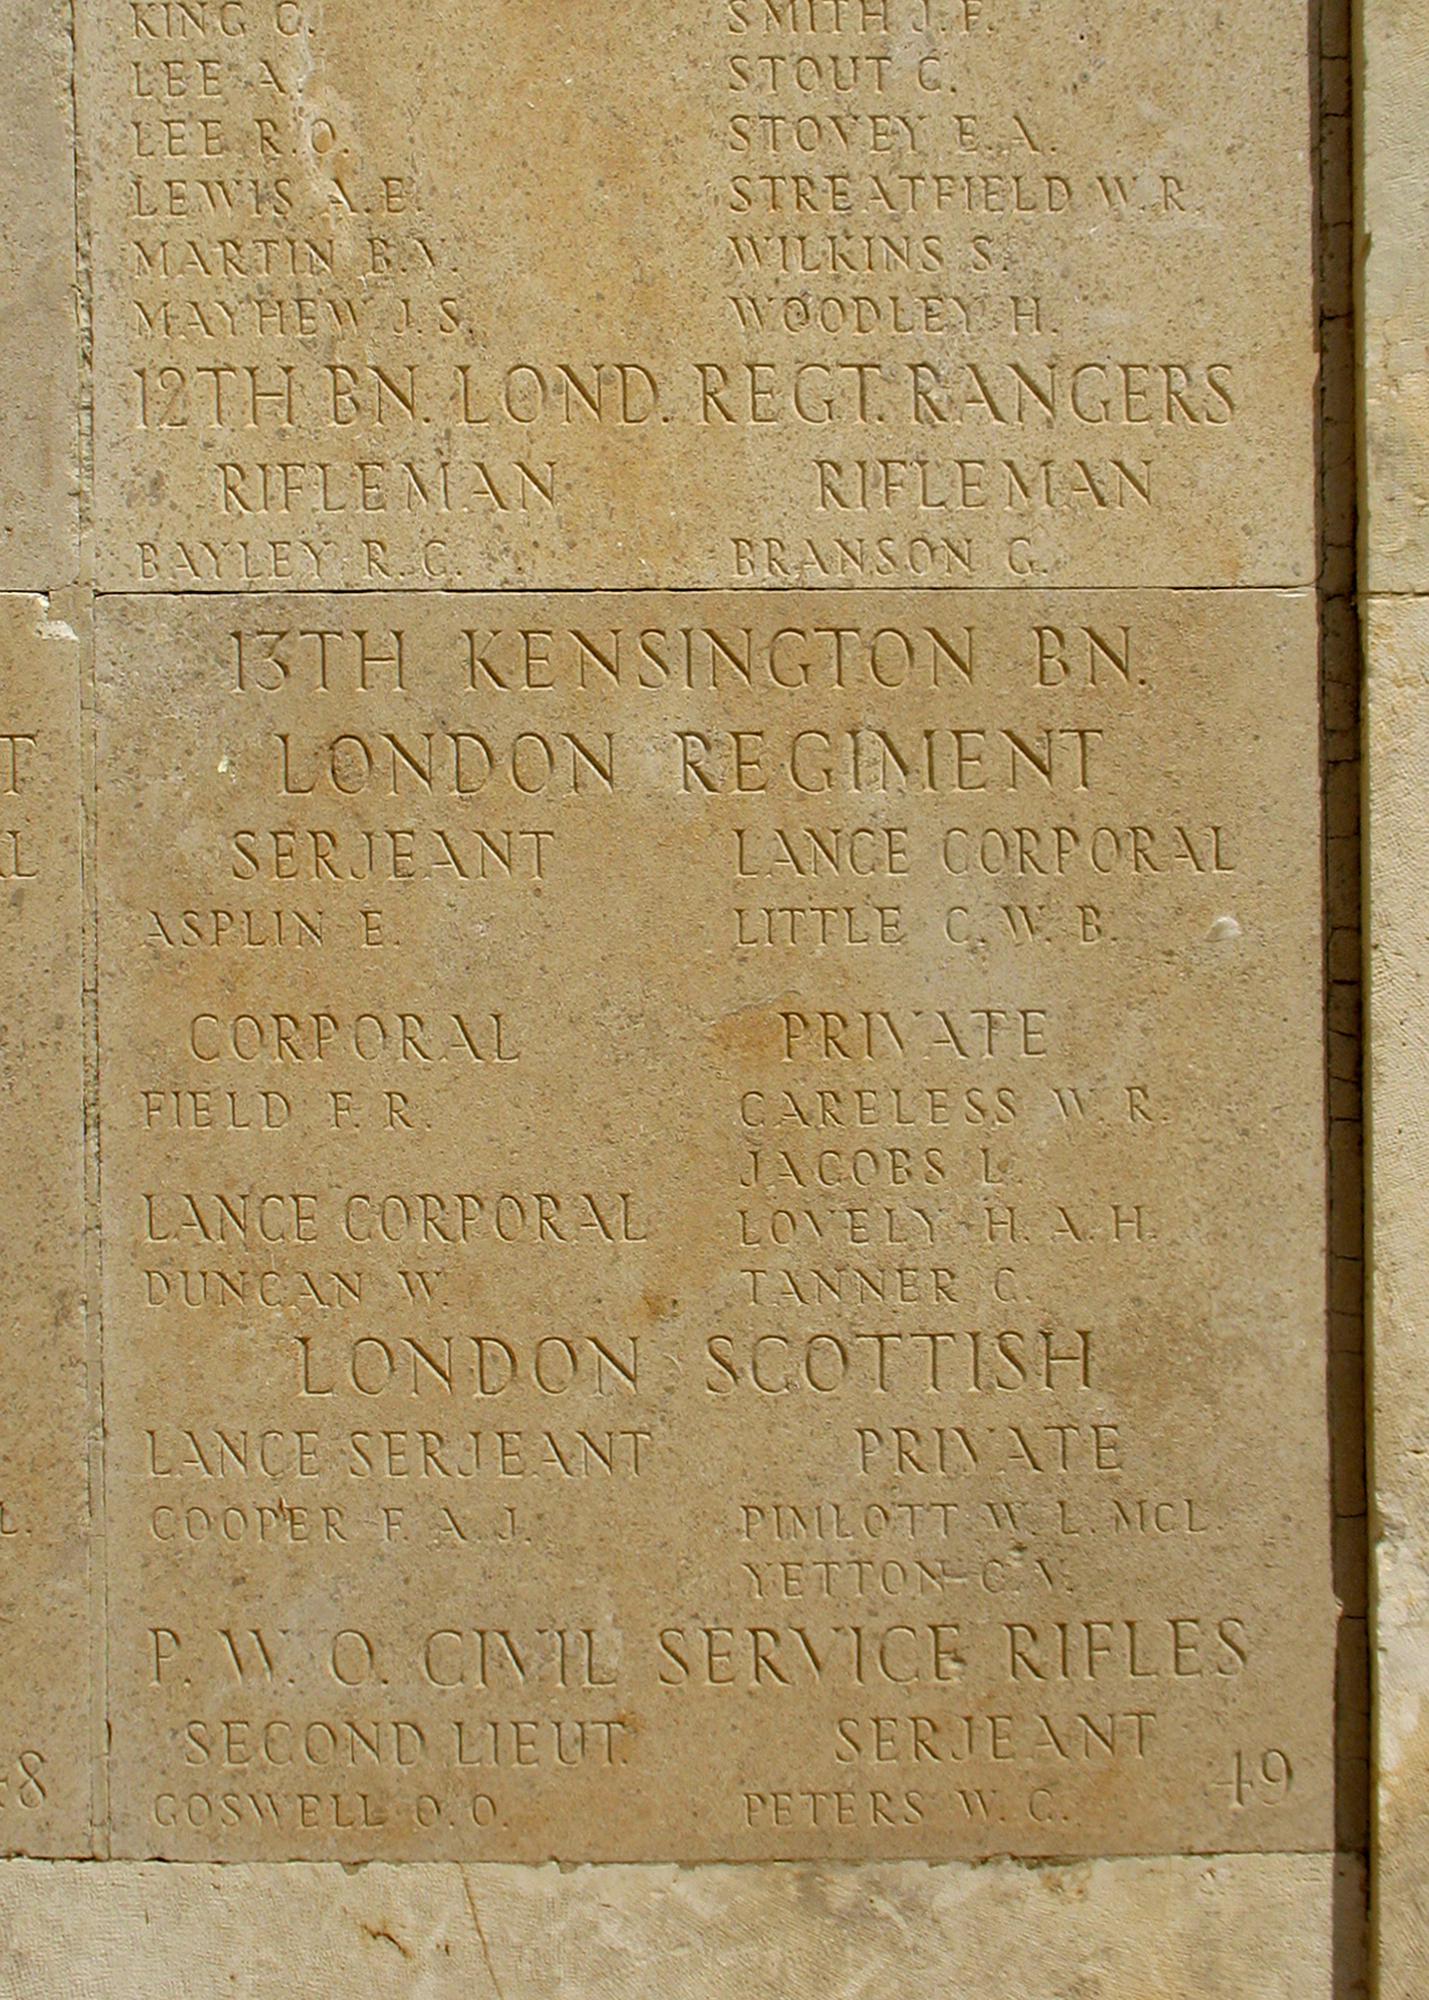 KING C.
LEE A.
LEE R.O.
LEWIS A.E.
MARTIN B.V.
MAYHEW J.S.
SMITH J.F.
STOUT C.
STOVEY E.A.
STREATFIELD W.R.
WILKINS S.
WOODLEY H.
12TH BN. LOND. REGT. RANGERS
RIFLEMAN
BAYLEY R.C.
RIFLEMAN
BRANSON G.
13TH KENSINGTON BN.
LONDON REGIMENT
SERJEANT
ASPLIN E.
CORPORAL
FIELD F.R.
LANCE CORPORAL
DUNCAN W.
LANCE CORPORAL
LITTLE C.W.B.
PRIVATE
CARELESS W.R.
JACOBS L.
LOVELY H.A.H.
TANNER C.
LONDON SCOTTISH
LANCE SERJEANT
COOPER F.A.J.
PRIVATE
PIMLOTT W.L.MCL.
YETTON C.V.
P.W.O. CIVIL SERVICE RIFLES
SECOND LIEUT.
GOSWELL O.O.
SERJEANT
PETERS W.C.
49